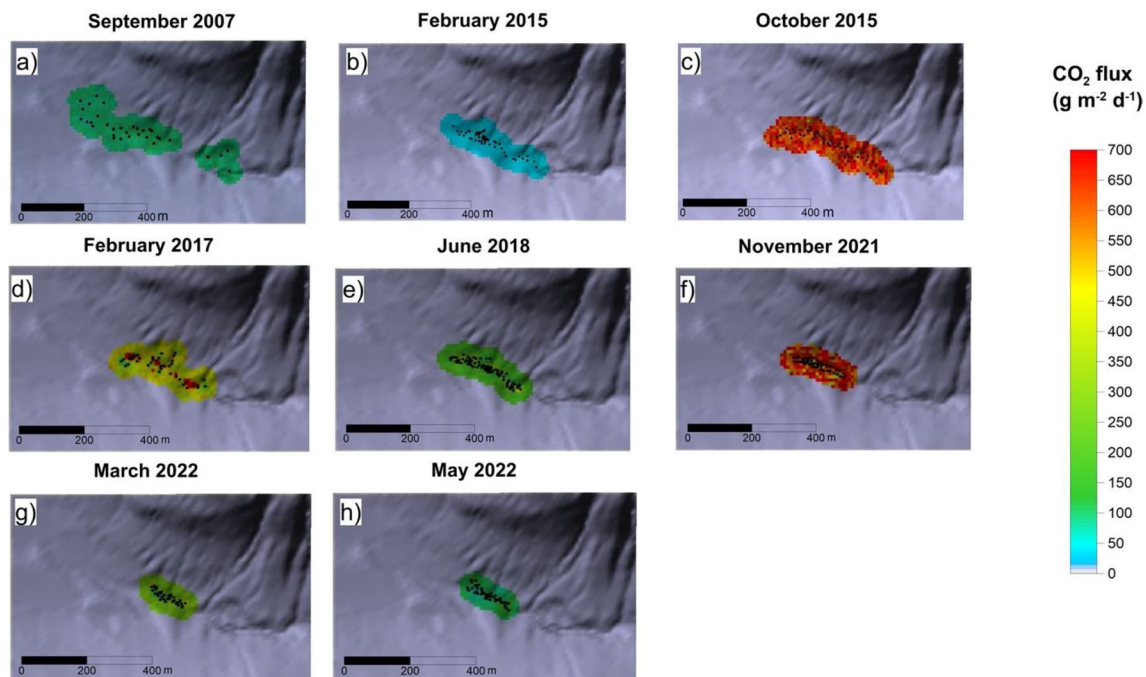 September 2007
February 2015
October 2015
a)
b)
c)
0 200 400 m
0 200 400 m
0 200 400 m
February 2017
June 2018
November 2021
d)
e)
f)
0 200 400 m
0 200 400 m
0 200 400 m
March 2022
May 2022
g)
h)
0 200 400 m
0 200 400 m
CO₂ flux
(g m⁻² d⁻¹)
700
650
600
550
500
450
400
350
300
250
200
150
100
50
0